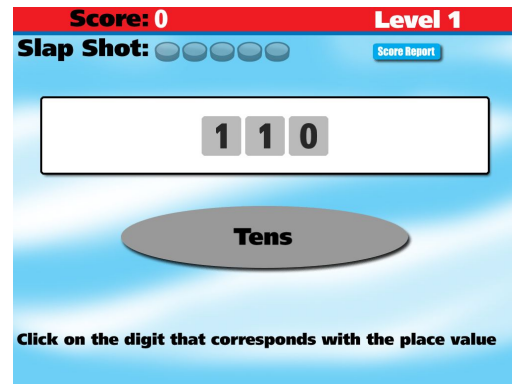 Score: 0 Level 1
Slap Shot: Score Report
1 1 0
Tens
Click on the digit that corresponds with the place value